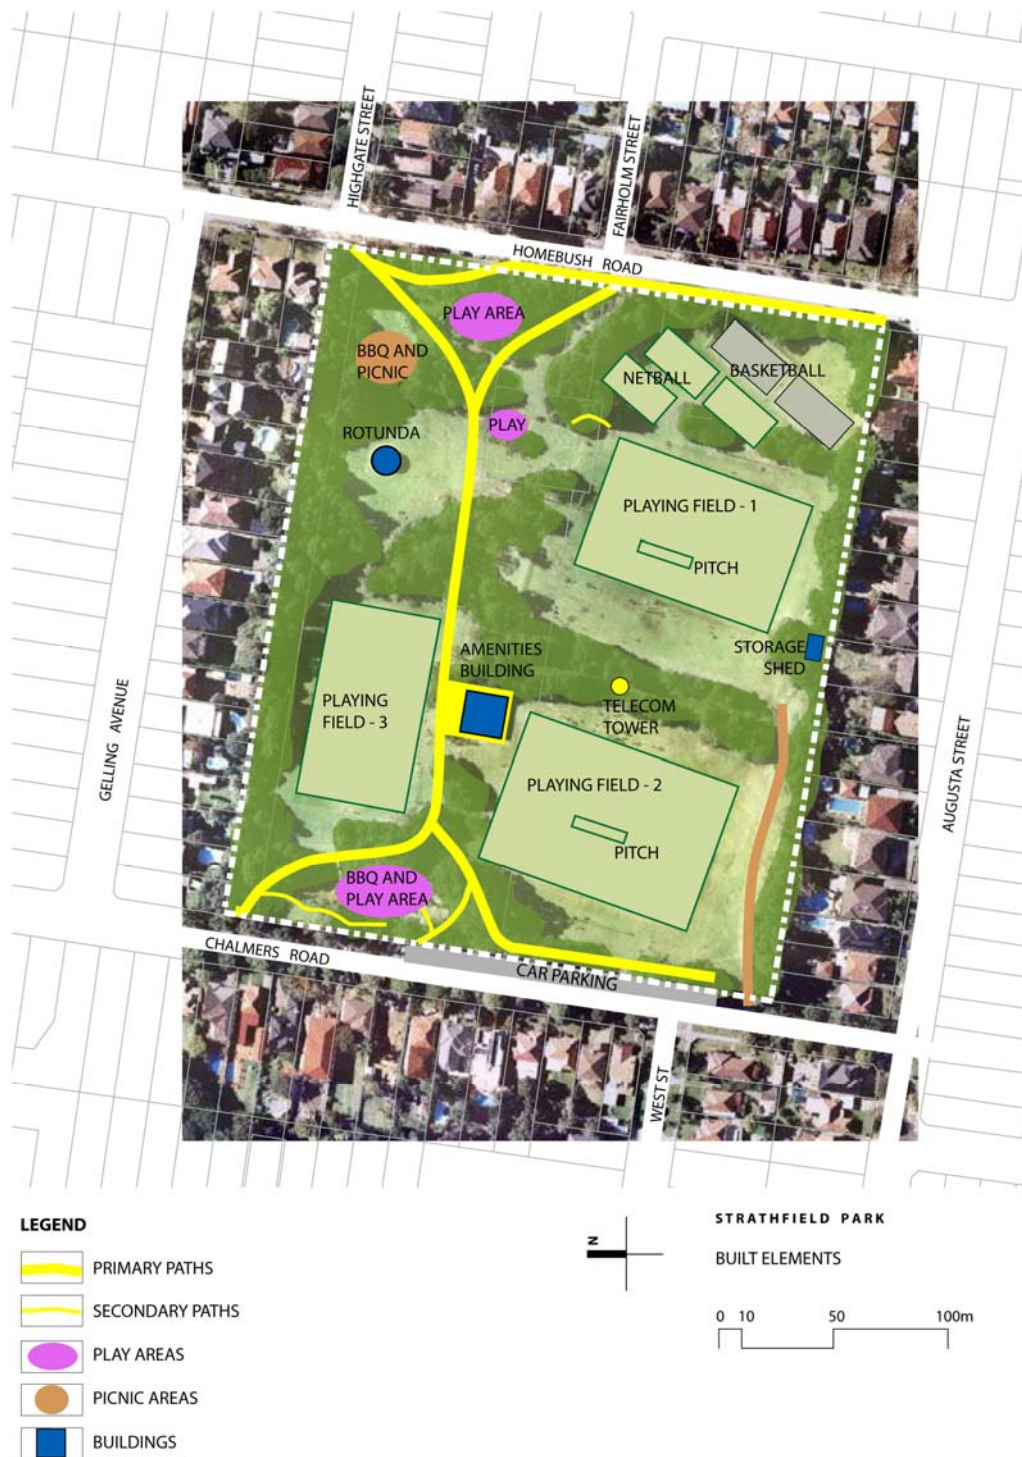 HIGHGATE STREET
FAIRHOLM STREET
HOMEBUSH ROAD
PLAY AREA
BBQ AND
PICNIC
NETBALL
BASKETBALL
PLAY
ROTUNDA
PLAYING FIELD - 1
PITCH
AMENITIES
BUILDING
STORAGE
SHED
TELECOM
TOWER
PLAYING
FIELD - 3
GELLING AVENUE
AUGUSTA STREET
PLAYING FIELD - 2
PITCH
BBQ AND
PLAY AREA
CHALMERS ROAD
CAR PARKING
WEST ST
LEGEND
PRIMARY PATHS
SECONDARY PATHS
PLAY AREAS
PICNIC AREAS
BUILDINGS
N
STRATHFIELD PARK
BUILT ELEMENTS
0 10 50 100m